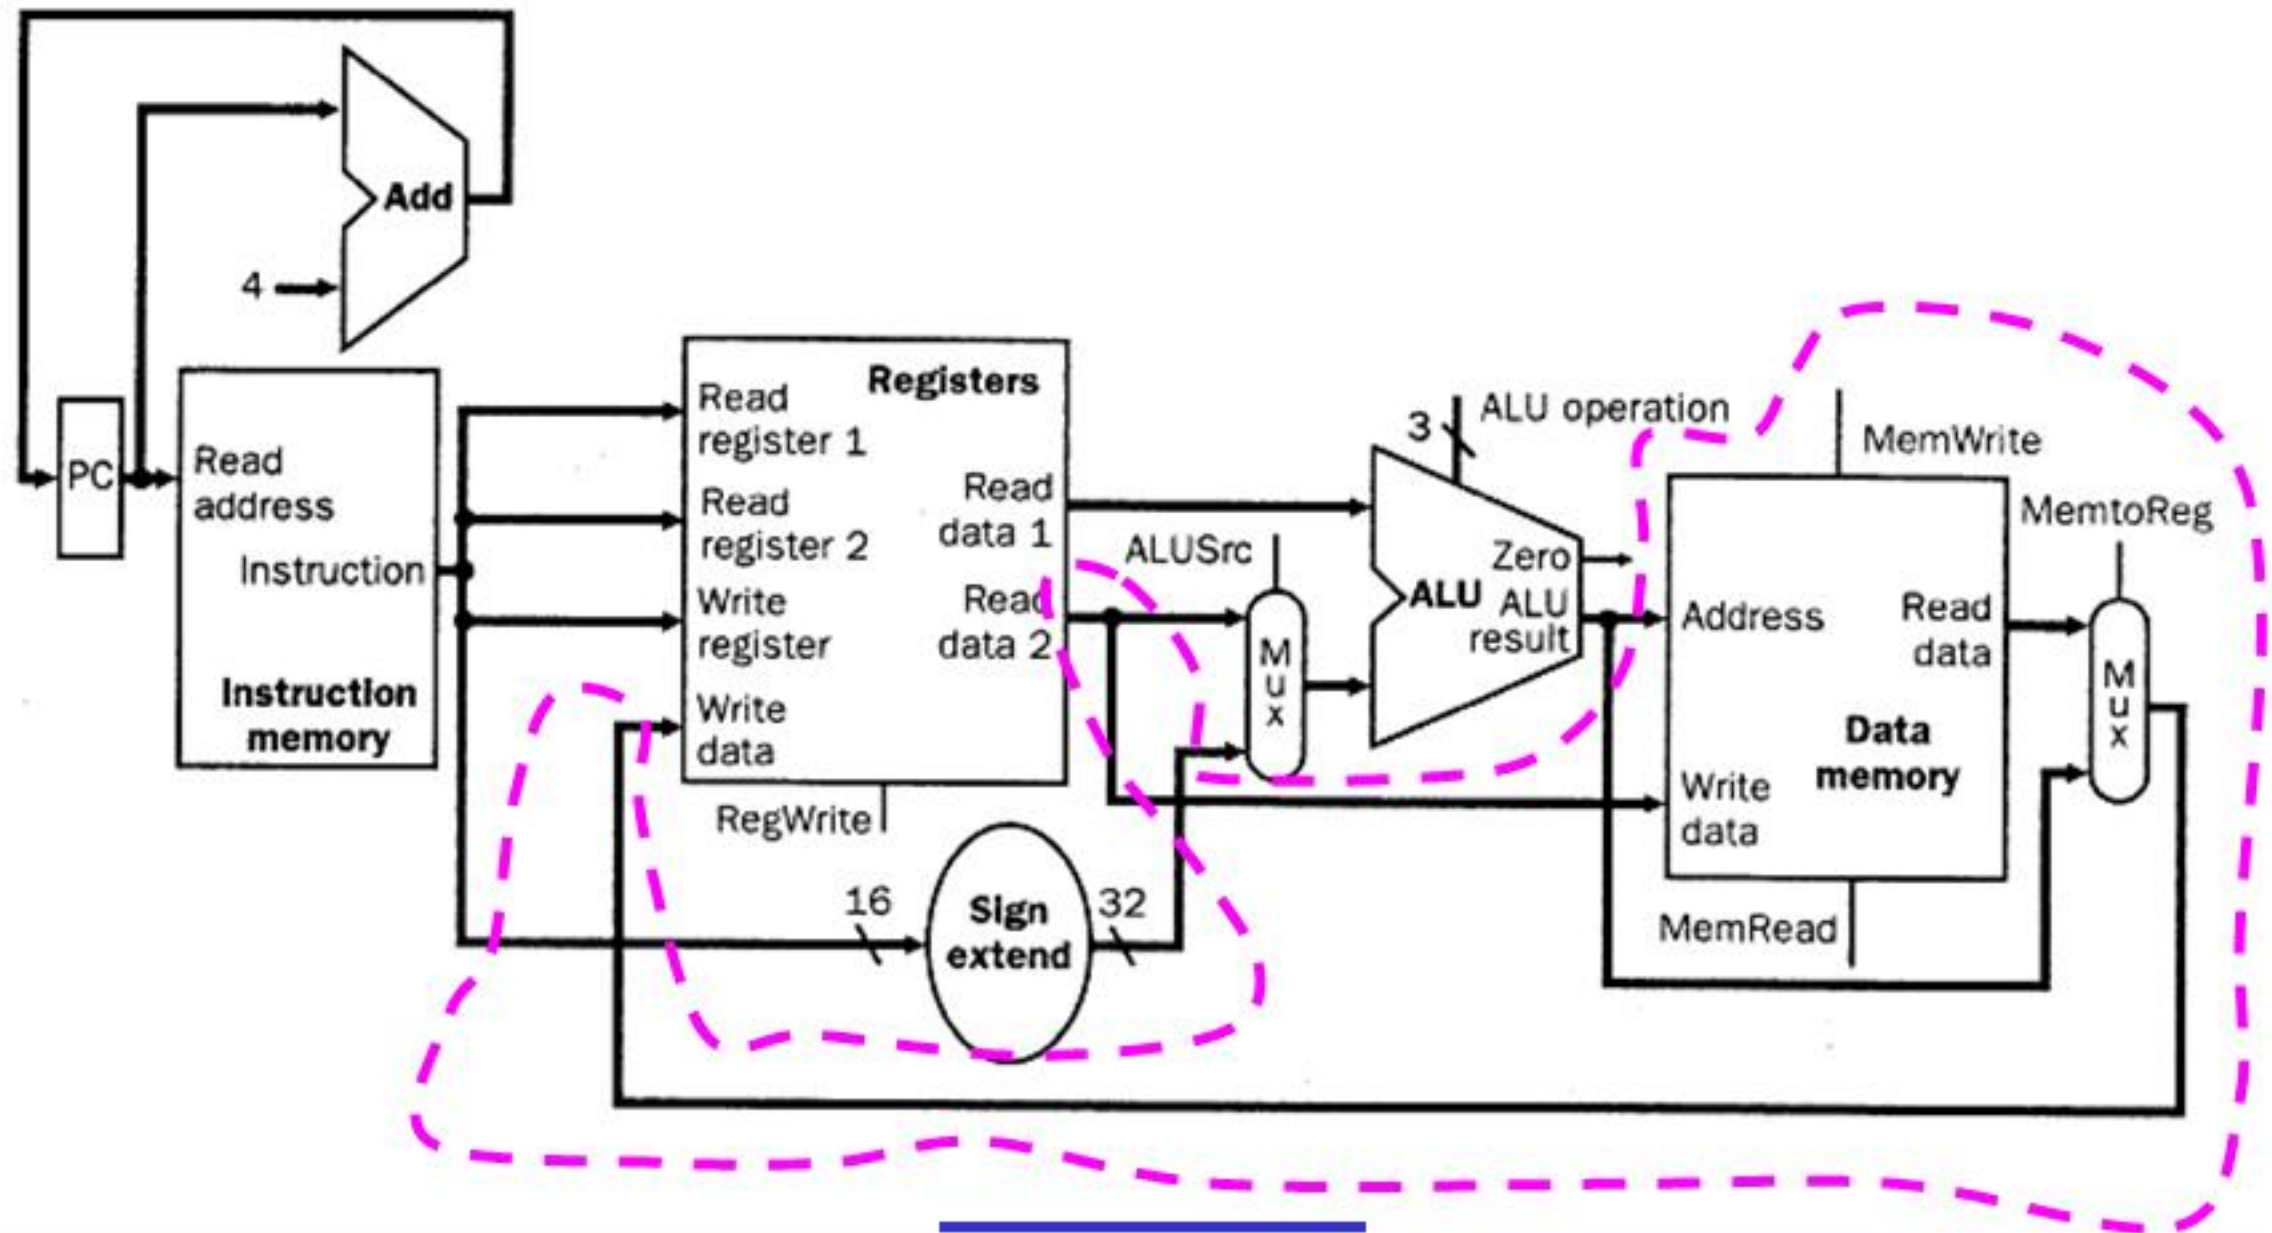 Add
4
PC
Read
address
Instruction
Instruction
memory
Registers
Read
register 1
Read
register 2
Write
register
Write
data
Read
data 1
Read
data 2
RegWrite
16
Sign
extend
32
ALUSrc
M
u
x
3
ALU operation
Zero
ALU
ALU
result
MemWrite
Address
Read
data
Data
memory
Write
data
MemRead
MemtoReg
M
u
x